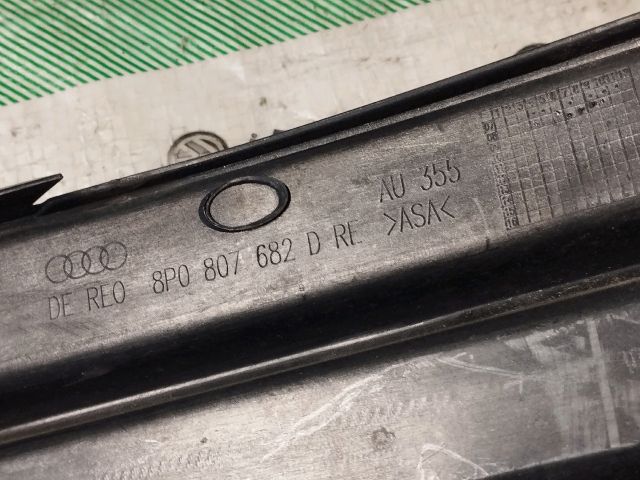 AU 355
8P0 807 682 D RE >ASA<
DE REO